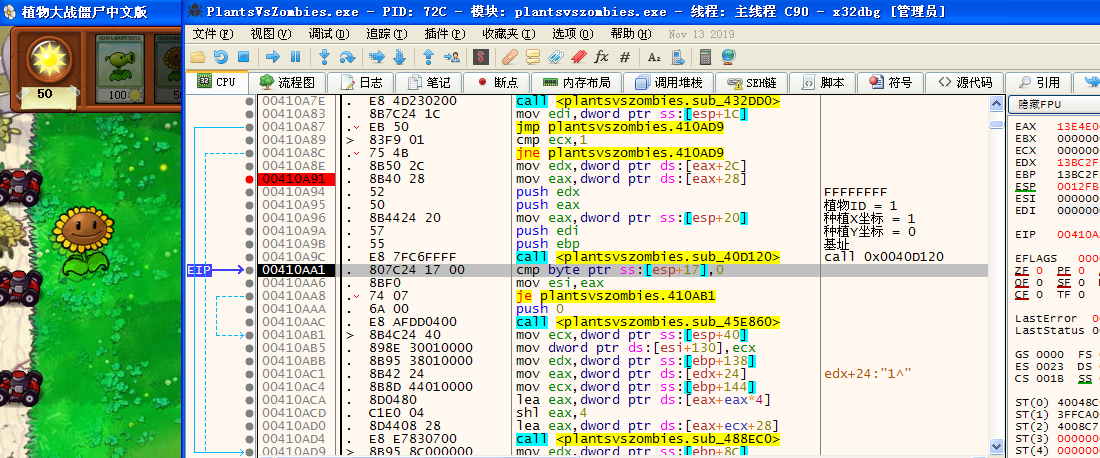 植物大战僵尸中文版
PlantsVsZombies.exe - PID: 72C - 模块: plantsvszombies.exe - 线程: 主线程 C90 - x32dbg [管理员]
文件(F) 视图(V) 调试(D) 追踪(T) 插件(P) 收藏夹(I) 选项(O) 帮助(H) Nov 13 2019
50
100
50
CPU 流程图 日志 笔记 断点 内存布局 调用堆栈 SEH链 脚本 符号 源代码 引用
隐藏FPU
00410A7E . E8 4D230200 call <plantsvszombies.sub_432DD0>
00410A83 . 8B7C24 1C mov edi,dword ptr ss:[esp+1C]
00410A87 . EB 50 jmp plantsvszombies.410AD9
00410A89 > 83F9 01 cmp ecx,1
00410A8C . 75 4B jne plantsvszombies.410AD9
00410A8E . 8B50 2C mov edx,dword ptr ds:[eax+2C]
00410A91 . 8B40 28 mov eax,dword ptr ds:[eax+28]
00410A94 . 52 push edx FFFFFFFF
00410A95 . 50 push eax 植物ID = 1
00410A96 . 8B4424 20 mov eax,dword ptr ss:[esp+20] 种植X坐标 = 1
00410A9A . 57 push edi 种植Y坐标 = 0
00410A9B . 55 push ebp 基址
00410A9C . E8 7FC6FFFF call <plantsvszombies.sub_40D120> call 0x0040D120
EIP 00410AA1 . 807C24 17 00 cmp byte ptr ss:[esp+17],0
00410AA6 . 8BF0 mov esi,eax
00410AA8 . 74 07 je plantsvszombies.410AB1
00410AAA . 6A 00 push 0
00410AAC . E8 AFDD0400 call <plantsvszombies.sub_45E860>
00410AB1 > 8B4C24 40 mov ecx,dword ptr ss:[esp+40]
00410AB5 . 898E 30010000 mov dword ptr ds:[esi+130],ecx
00410ABB . 8B95 38010000 mov edx,dword ptr ss:[ebp+138]
00410AC1 . 8B42 24 mov eax,dword ptr ds:[edx+24] edx+24:"1^"
00410AC4 . 8B8D 44010000 mov ecx,dword ptr ss:[ebp+144]
00410ACA . 8D0480 lea eax,dword ptr ds:[eax+eax*4]
00410ACD . C1E0 04 shl eax,4
00410AD0 . 8D4408 28 lea eax,dword ptr ds:[eax+ecx+28]
00410AD4 . E8 E7830700 call <plantsvszombies.sub_488EC0>
00410AD9 > 8B95 8C000000 mov edx,dword ptr ss:[ebp+8C]
EAX 13E4E0
EBX 000000
ECX 000000
EDX 13BC2F
EBP 13BC2F
ESP 0012FB
ESI 000000
EDI 000000
EIP 00410A
EFLAGS 000
ZF 0 PF 0
OF 0 SF 0
CF 0 TF 0
LastError 00
LastStatus 00
GS 0000 FS
ES 0023 DS
CS 001B SS
ST(0) 40048C
ST(1) 3FFCA0
ST(2) 4008C7
ST(3) 000000
ST(4) 000000